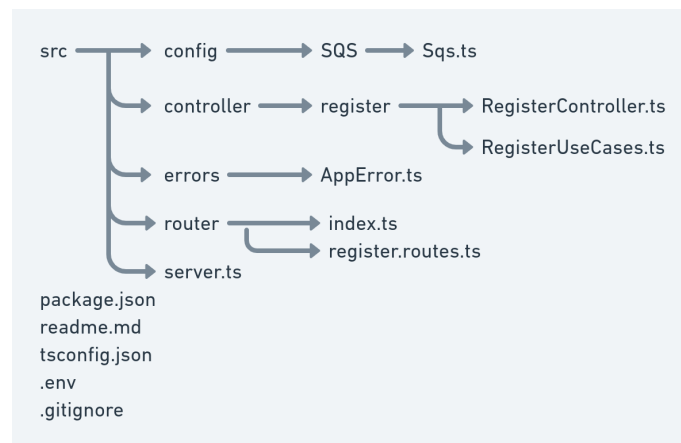 src config SQS Sqs.ts
controller register RegisterController.ts
RegisterUseCases.ts
errors AppError.ts
router index.ts
register.routes.ts
server.ts
package.json
readme.md
tsconfig.json
.env
.gitignore